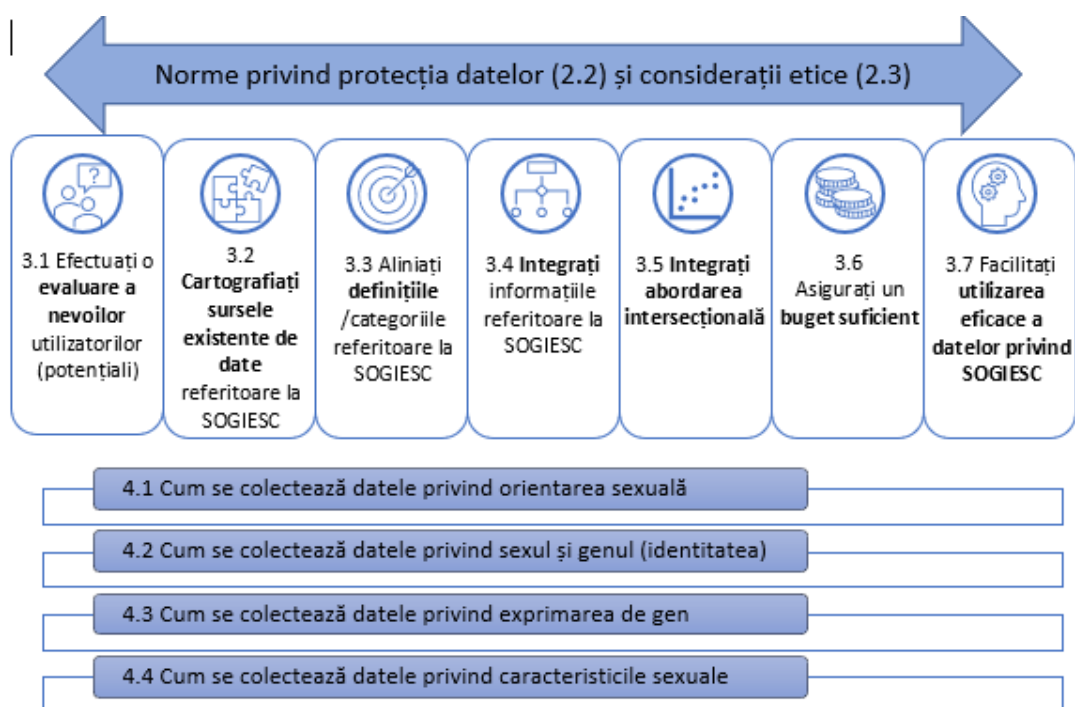 Norme privind protecția datelor (2.2) și considerații etice (2.3)
?
3.1 Efectuați o
evaluare a
nevoilor
utilizatorilor
(potențiali)
3.2
Cartografiați
sursele
existente de
date
referitoare la
SOGIESC
3.3 Aliniați
definițiile
/categoriile
referitoare la
SOGIESC
3.4 Integrați
informațiile
referitoare la
SOGIESC
3.5 Integrați
abordarea
intersecțională
3.6
Asigurați un
buget suficient
3.7 Facilitați
utilizarea
eficace a
datelor privind
SOGIESC
4.1 Cum se colectează datele privind orientarea sexuală
4.2 Cum se colectează datele privind sexul și genul (identitatea)
4.3 Cum se colectează datele privind exprimarea de gen
4.4 Cum se colectează datele privind caracteristicile sexuale